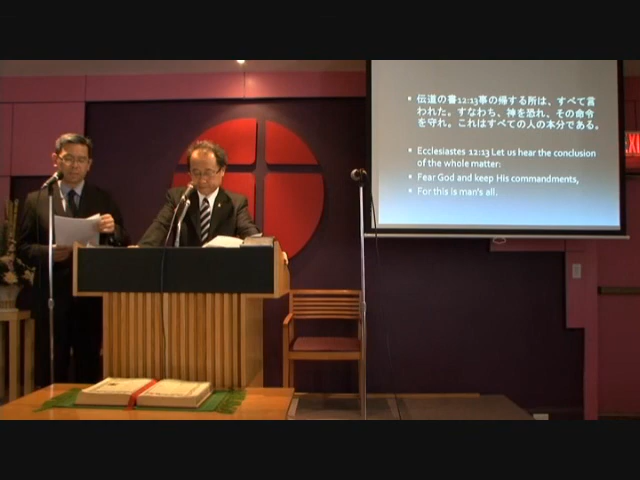 伝道の書12:13事の帰する所は、すべて言
われた。すなわち、神を恐れ、その命令
を守れ。これはすべての人の本分である。
Ecclesiastes 12:13 Let us hear the conclusion
of the whole matter:
Fear God and keep His commandments,
For this is man's all.